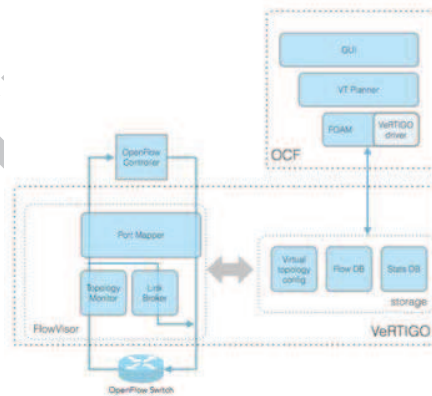 GUI
VT Planner
FOAM
VeRTIGO
driver
OCF
OpenFlow
Controller
Port Mapper
Topology
Monitor
Link
Broker
FlowVisor
Virtual
topology
config
Flow DB
Stats DB
storage
VeRTIGO
OpenFlow Switch